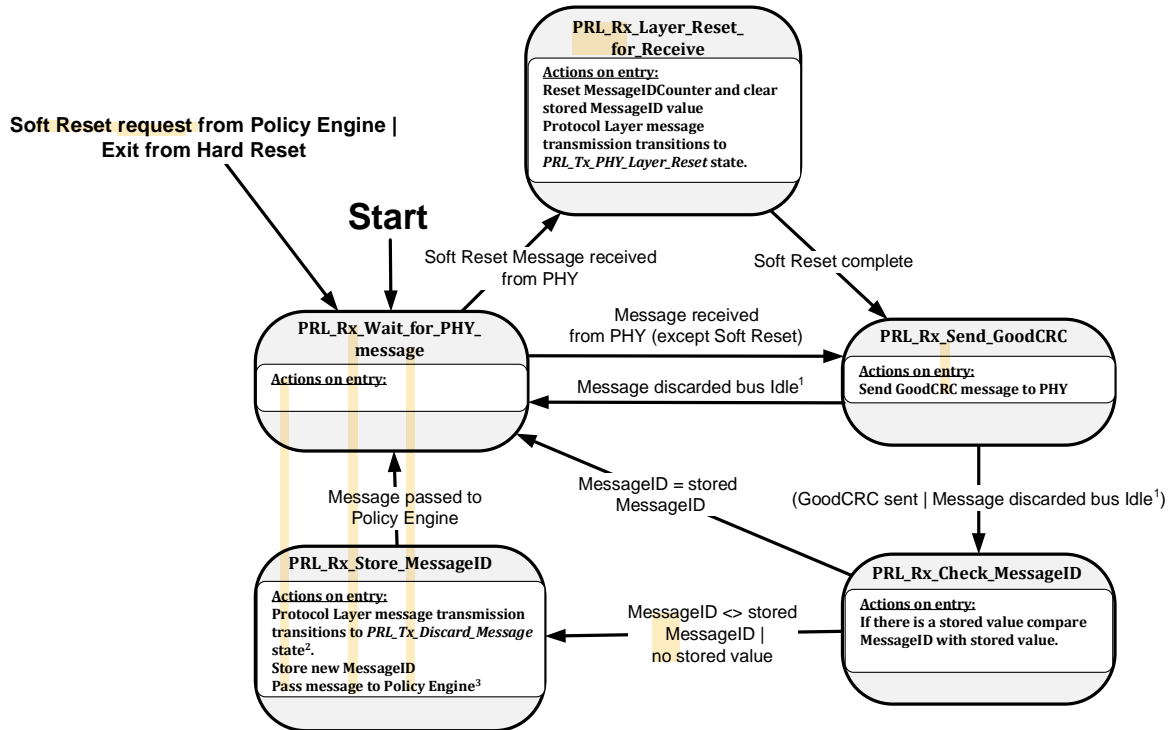 PRL_Rx_Layer_Reset_
for_Receive
Actions on entry:
Reset MessageIDCounter and clear
stored MessageID value
Protocol Layer message
transmission transitions to
PRL_Tx_PHY_Layer_Reset state.
Soft Reset request from Policy Engine |
Exit from Hard Reset
Start
Soft Reset Message received
from PHY
Soft Reset complete
PRL_Rx_Wait_for_PHY_
message
Actions on entry:
Message received
from PHY (except Soft Reset)
Message discarded bus Idle¹
PRL_Rx_Send_GoodCRC
Actions on entry:
Send GoodCRC message to PHY
Message passed to
Policy Engine
MessageID = stored
MessageID
(GoodCRC sent | Message discarded bus Idle¹)
PRL_Rx_Store_MessageID
Actions on entry:
Protocol Layer message transmission
transitions to PRL_Tx_Discard_Message
state².
Store new MessageID
Pass message to Policy Engine³
MessageID <> stored
MessageID |
no stored value
PRL_Rx_Check_MessageID
Actions on entry:
If there is a stored value compare
MessageID with stored value.